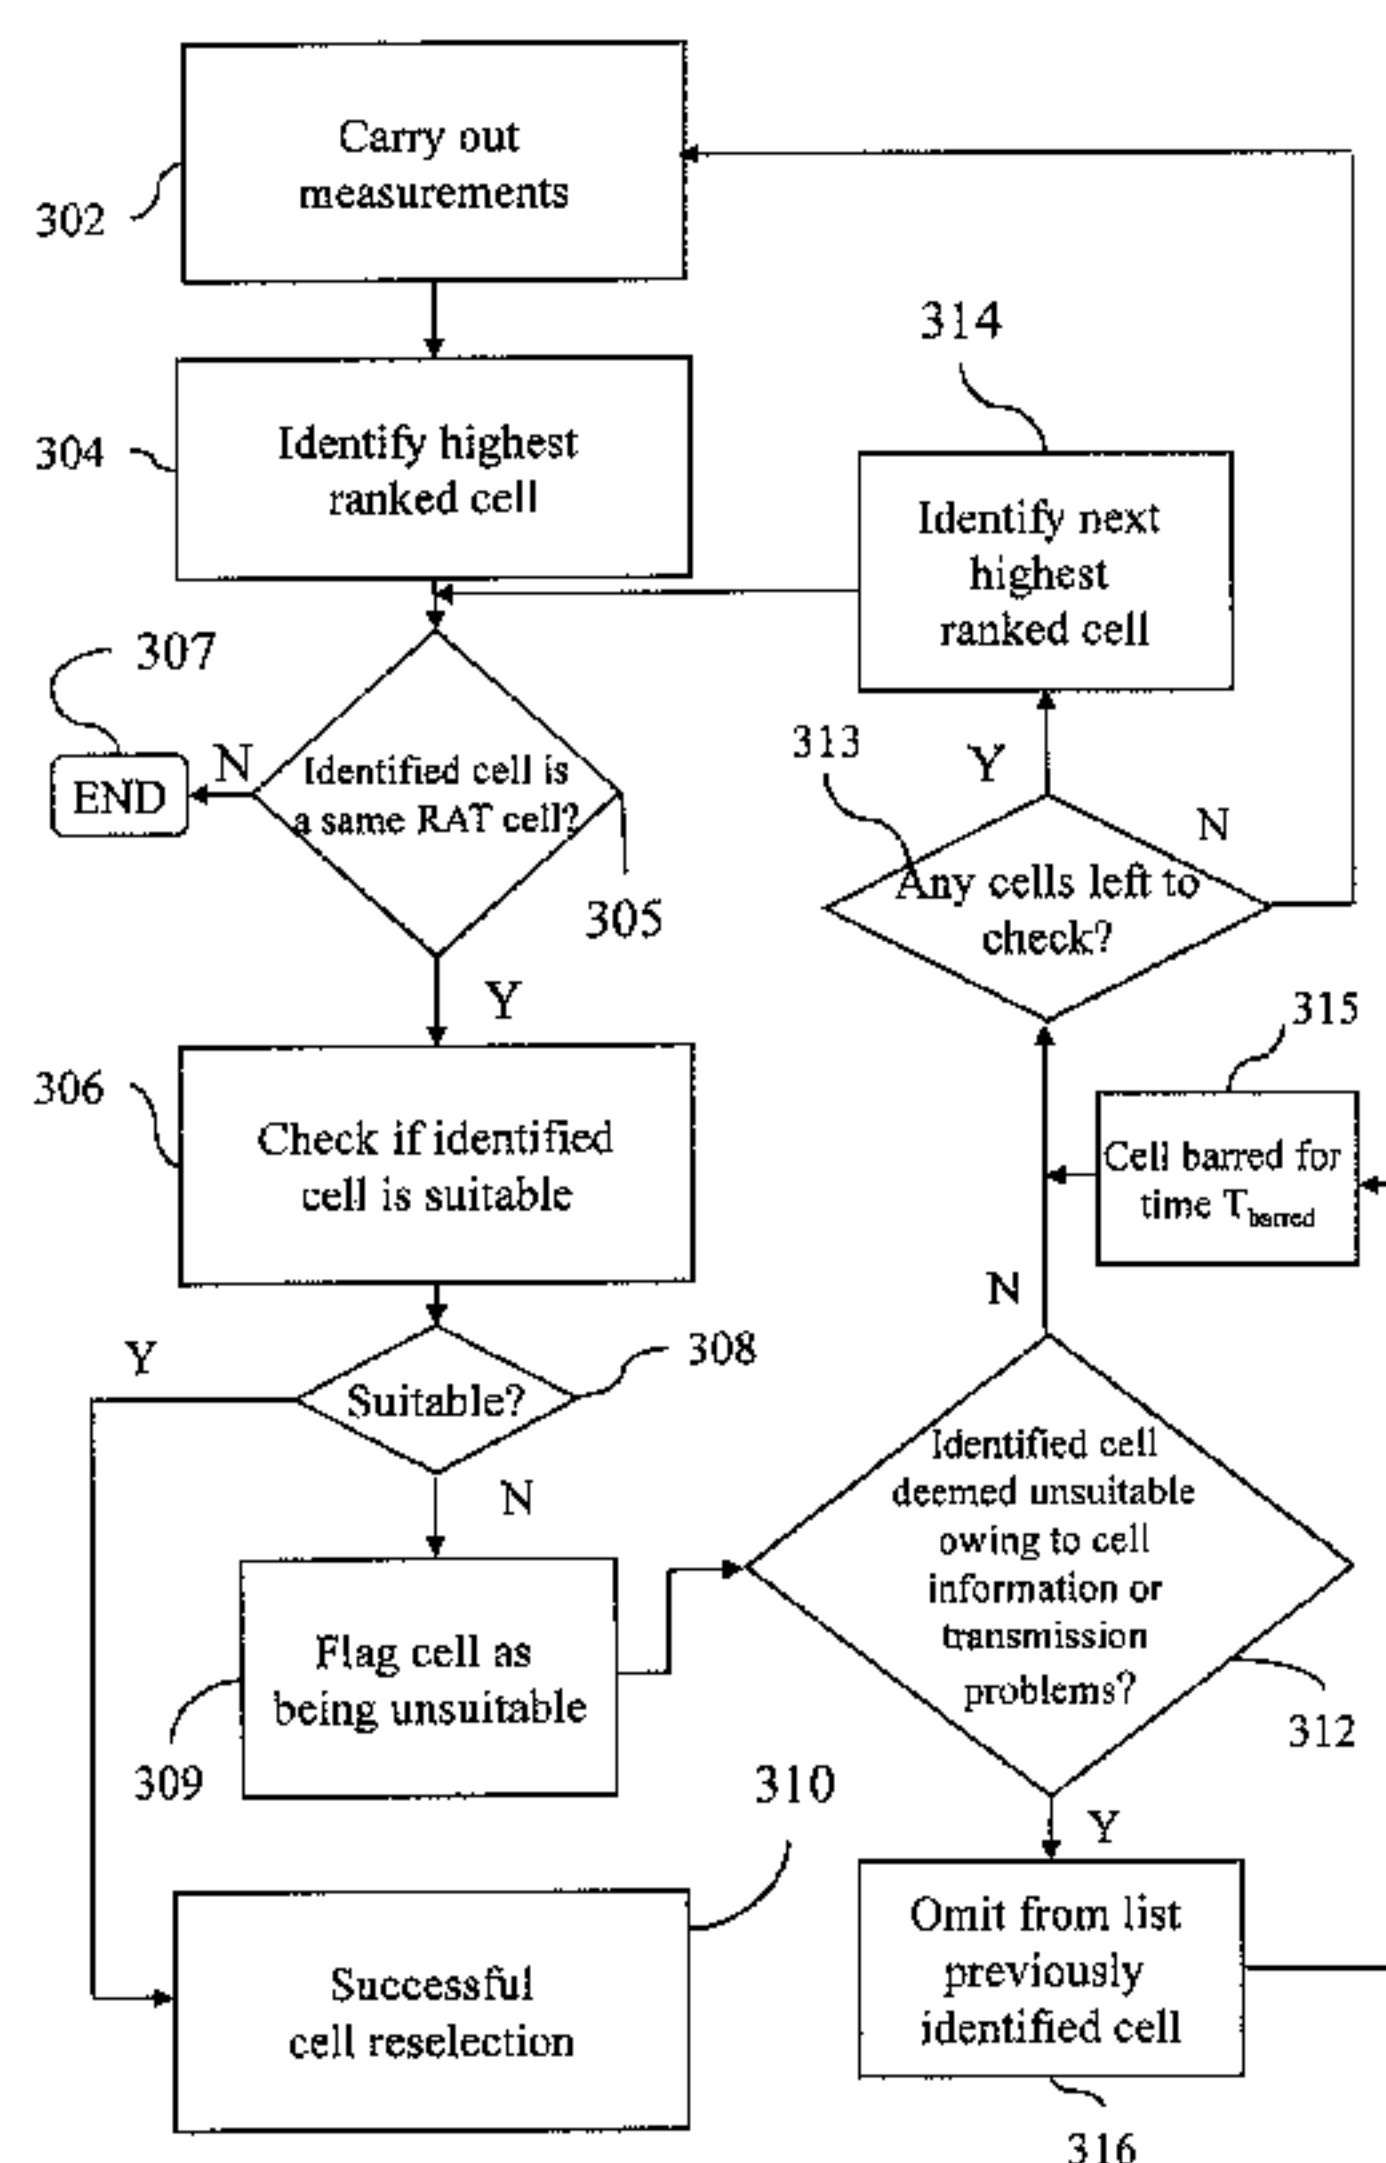 Carry out
measurements
302
314
304
Identify highest
ranked cell
Identify next
highest
ranked cell
307
313
Y
N
END
Identified cell is
a same RAT cell?
N
305
Any cells left to
check?
Y
315
306
Check if identified
cell is suitable
Cell barred for
time Tbarred
N
Y
308
Suitable?
N
Identified cell
deemed unsuitable
owing to cell
information or
transmission
problems?
Flag cell as
being unsuitable
312
309
310
Y
Omit from list
previously
identified cell
Successful
cell reselection
316